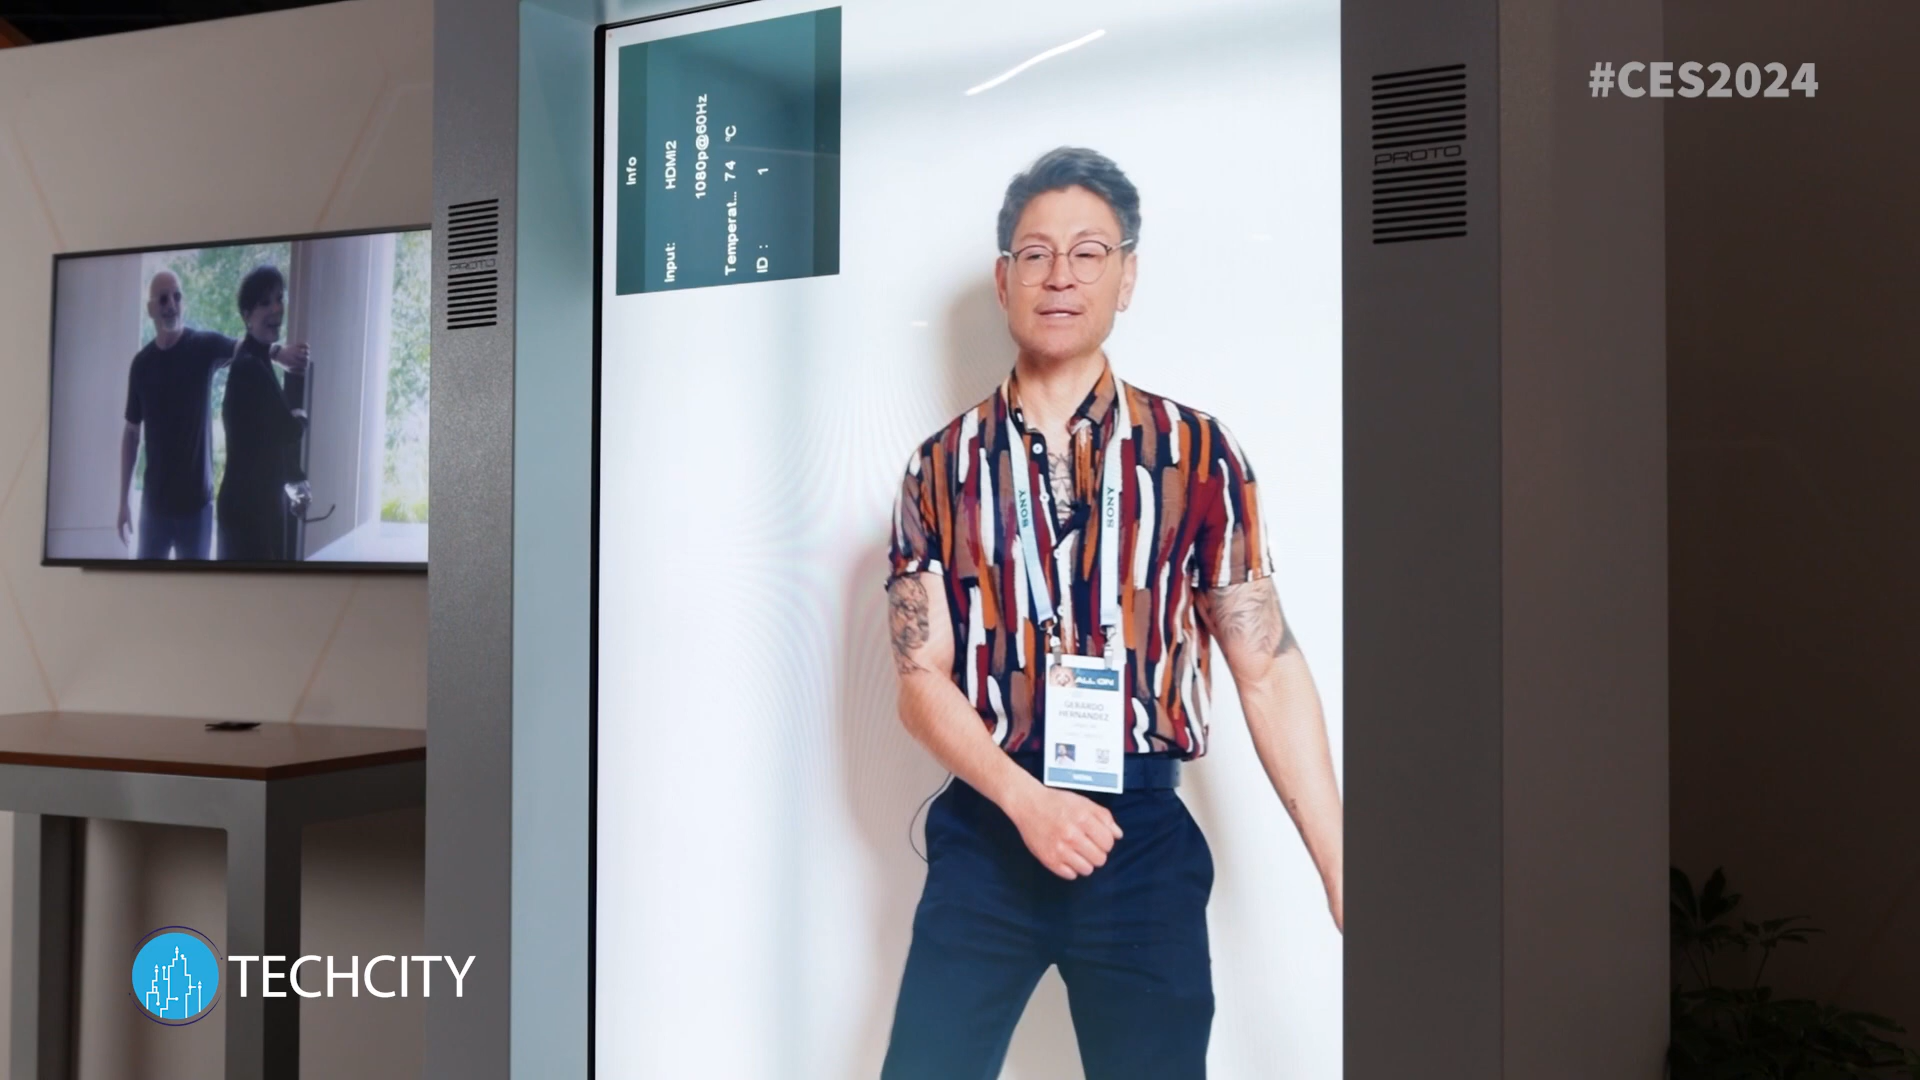 #CES2024
Info
Input: HDMI2
1080p@60Hz
Temperat... 74 °C
ID : 1
PROTO
PROTO
SONY
SONY
ALL ON
GERARDO
HERNANDEZ
TECHCITY